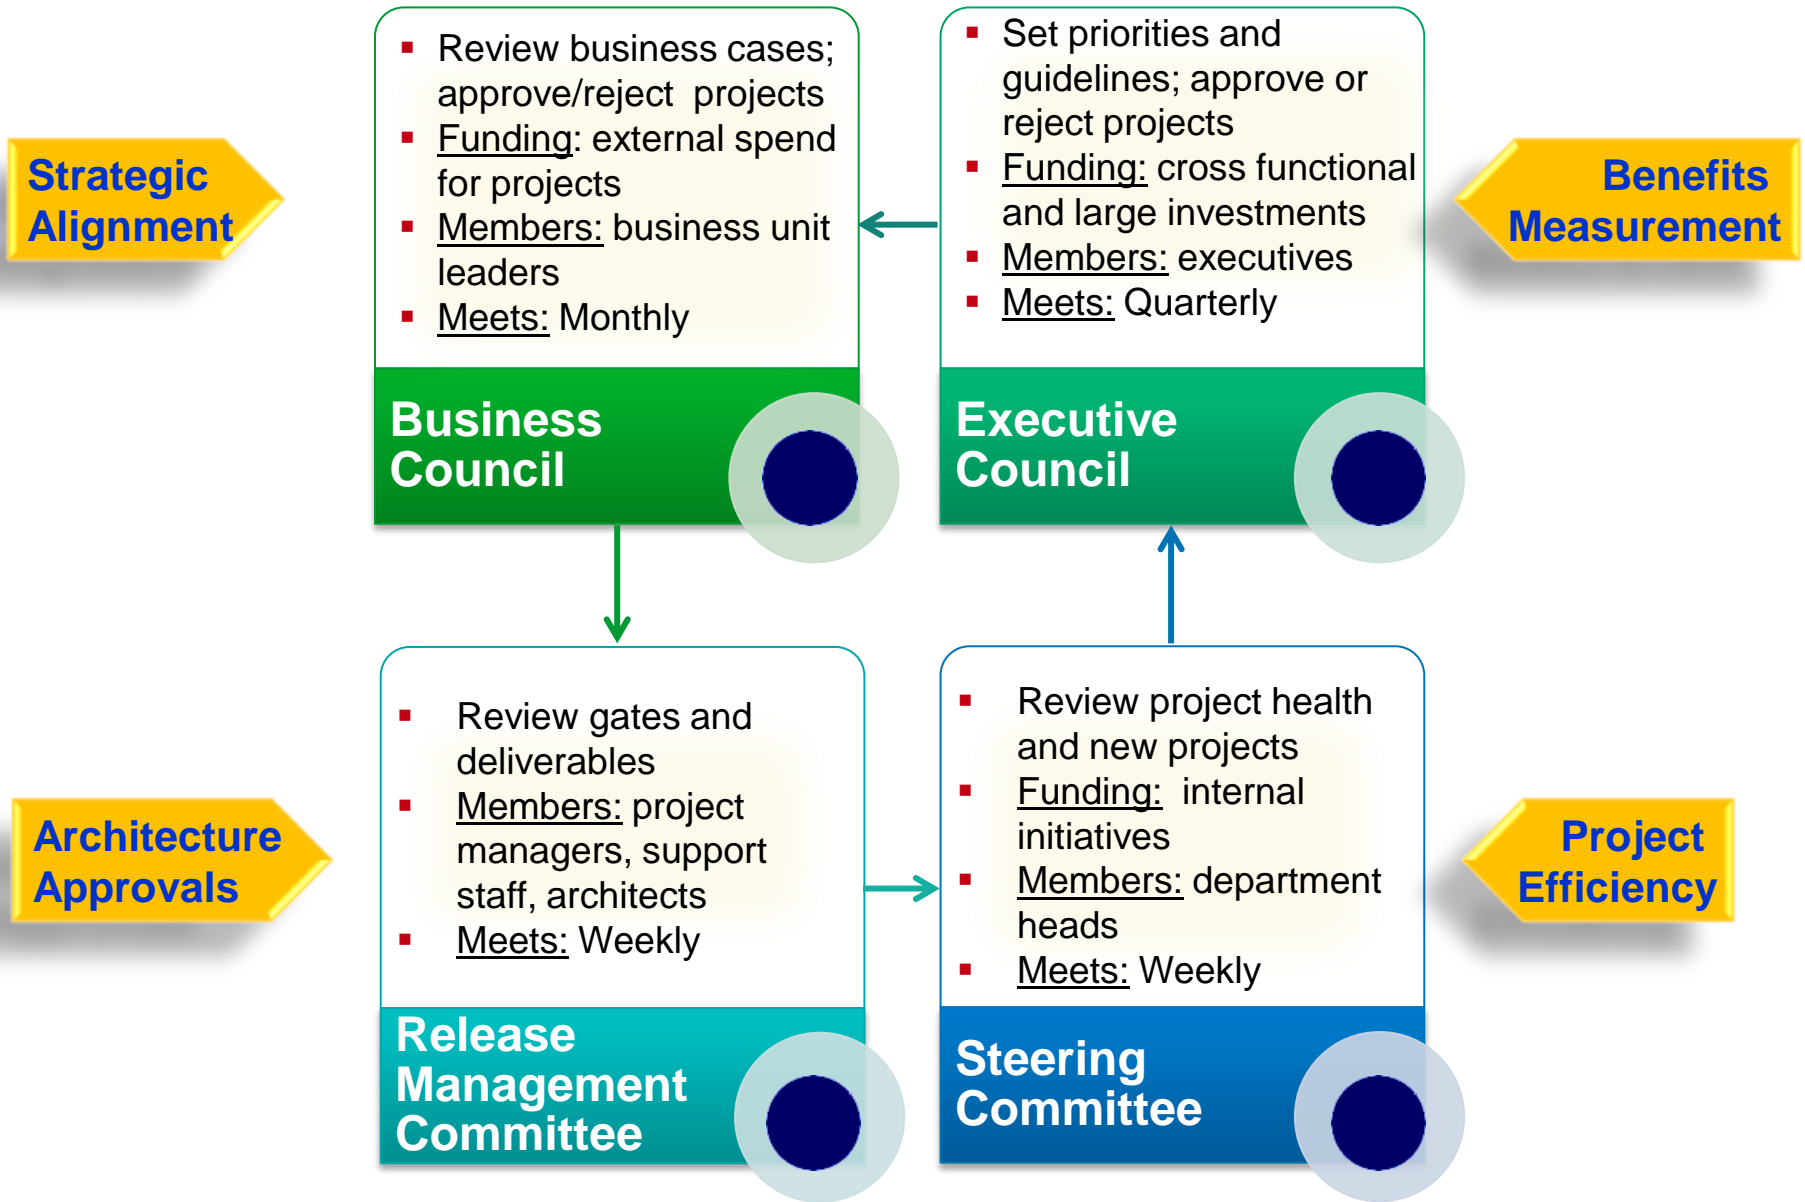 Review business cases;
approve/reject projects
Funding: external spend
for projects
Members: business unit
leaders
Meets: Monthly
Business
Council
Set priorities and
guidelines; approve or
reject projects
Funding: cross functional
and large investments
Members: executives
Meets: Quarterly
Executive
Council
Strategic
Alignment
Benefits
Measurement
Review gates and
deliverables
Members: project
managers, support
staff, architects
Meets: Weekly
Release
Management
Committee
Review project health
and new projects
Funding: internal
initiatives
Members: department
heads
Meets: Weekly
Steering
Committee
Architecture
Approvals
Project
Efficiency